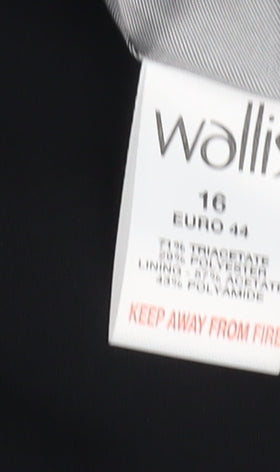 wallis
16
EURO 44
71% TRIACETATE
29% POLYESTER
LINING - 57% ACETATE
43% POLYAMIDE
KEEP AWAY FROM FIRE